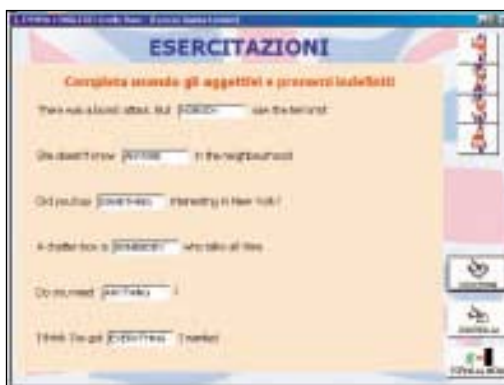 ESERCITAZIONI
Completa usando gli aggettivi e pronomi indefiniti
There was a bomb attack. But NOBODY saw the terrorist
She doesn't know ANYONE in the neighbourhood
Did you buy SOMETHING interesting in New York?
A chatter box is SOMEBODY who talks all time
Do you need ANYTHING ?
I think I've got EVERYTHING I wanted